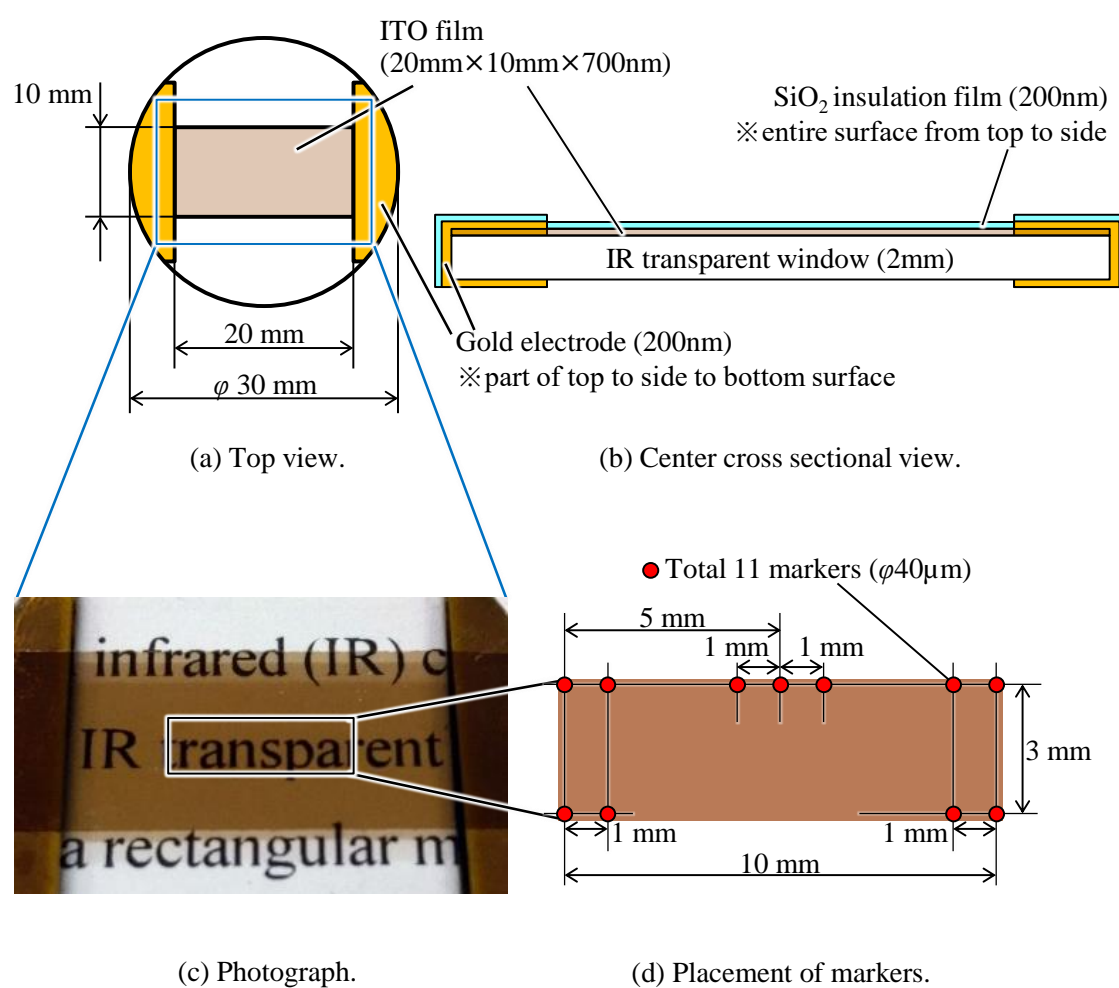 ITO film
(20mm×10mm×700nm)
10 mm
SiO₂ insulation film (200nm)
※entire surface from top to side
IR transparent window (2mm)
20 mm
φ 30 mm
Gold electrode (200nm)
※part of top to side to bottom surface
(a) Top view.
(b) Center cross sectional view.
Total 11 markers (φ40μm)
5 mm
1 mm
1 mm
3 mm
1 mm
1 mm
10 mm
infrared (IR) c
IR transparent
a rectangular m
(c) Photograph.
(d) Placement of markers.